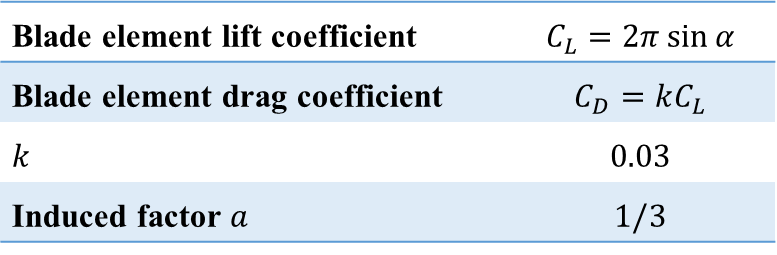 Blade element lift coefficient C_L = 2π sin α
Blade element drag coefficient C_D = kC_L
k 0.03
Induced factor a 1/3